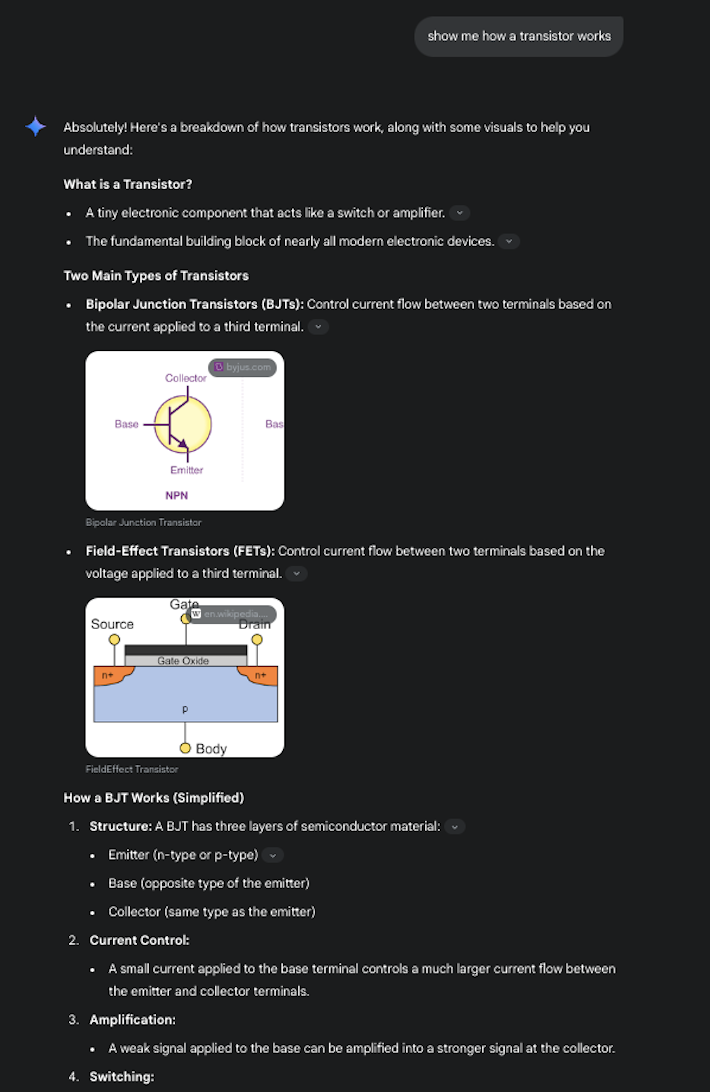 show me how a transistor works
Absolutely! Here's a breakdown of how transistors work, along with some visuals to help you
understand:
What is a Transistor?
• A tiny electronic component that acts like a switch or amplifier.
• The fundamental building block of nearly all modern electronic devices.
Two Main Types of Transistors
• Bipolar Junction Transistors (BJTs): Control current flow between two terminals based on
the current applied to a third terminal.
byjus.com
Collector
Base
Bas
Emitter
NPN
Bipolar Junction Transistor
• Field-Effect Transistors (FETs): Control current flow between two terminals based on the
voltage applied to a third terminal.
Gate
W en.wikipedia....
Source
Drain
Gate Oxide
n+
n+
P
Body
FieldEffect Transistor
How a BJT Works (Simplified)
1. Structure: A BJT has three layers of semiconductor material:
• Emitter (n-type or p-type)
• Base (opposite type of the emitter)
• Collector (same type as the emitter)
2. Current Control:
• A small current applied to the base terminal controls a much larger current flow between
the emitter and collector terminals.
3. Amplification:
• A weak signal applied to the base can be amplified into a stronger signal at the collector.
4. Switching: